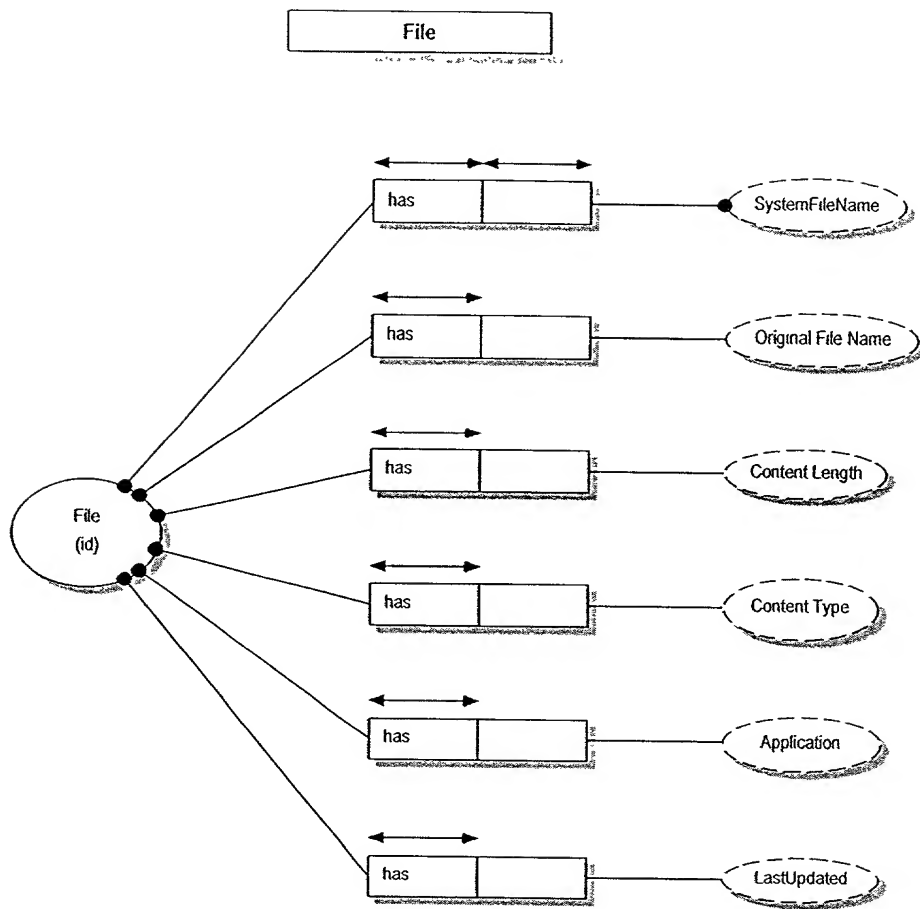 File
has
SystemFileName
has
Original File Name
has
Content Length
File
(id)
has
Content Type
has
Application
has
LastUpdated